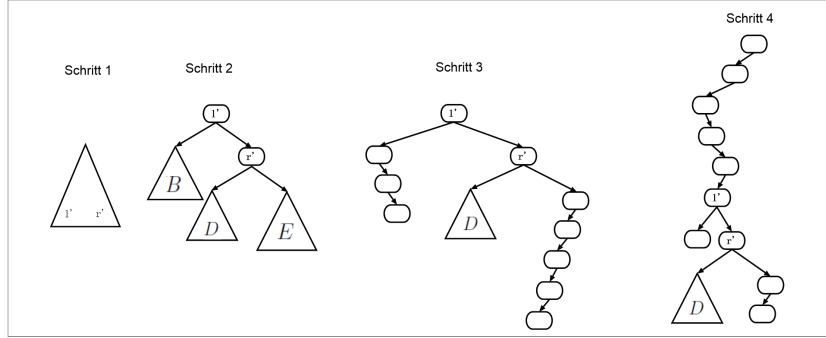 Schritt 1
l' r'
Schritt 2
l'
r'
B
D
E
Schritt 3
l'
r'
D
Schritt 4
l'
r'
D